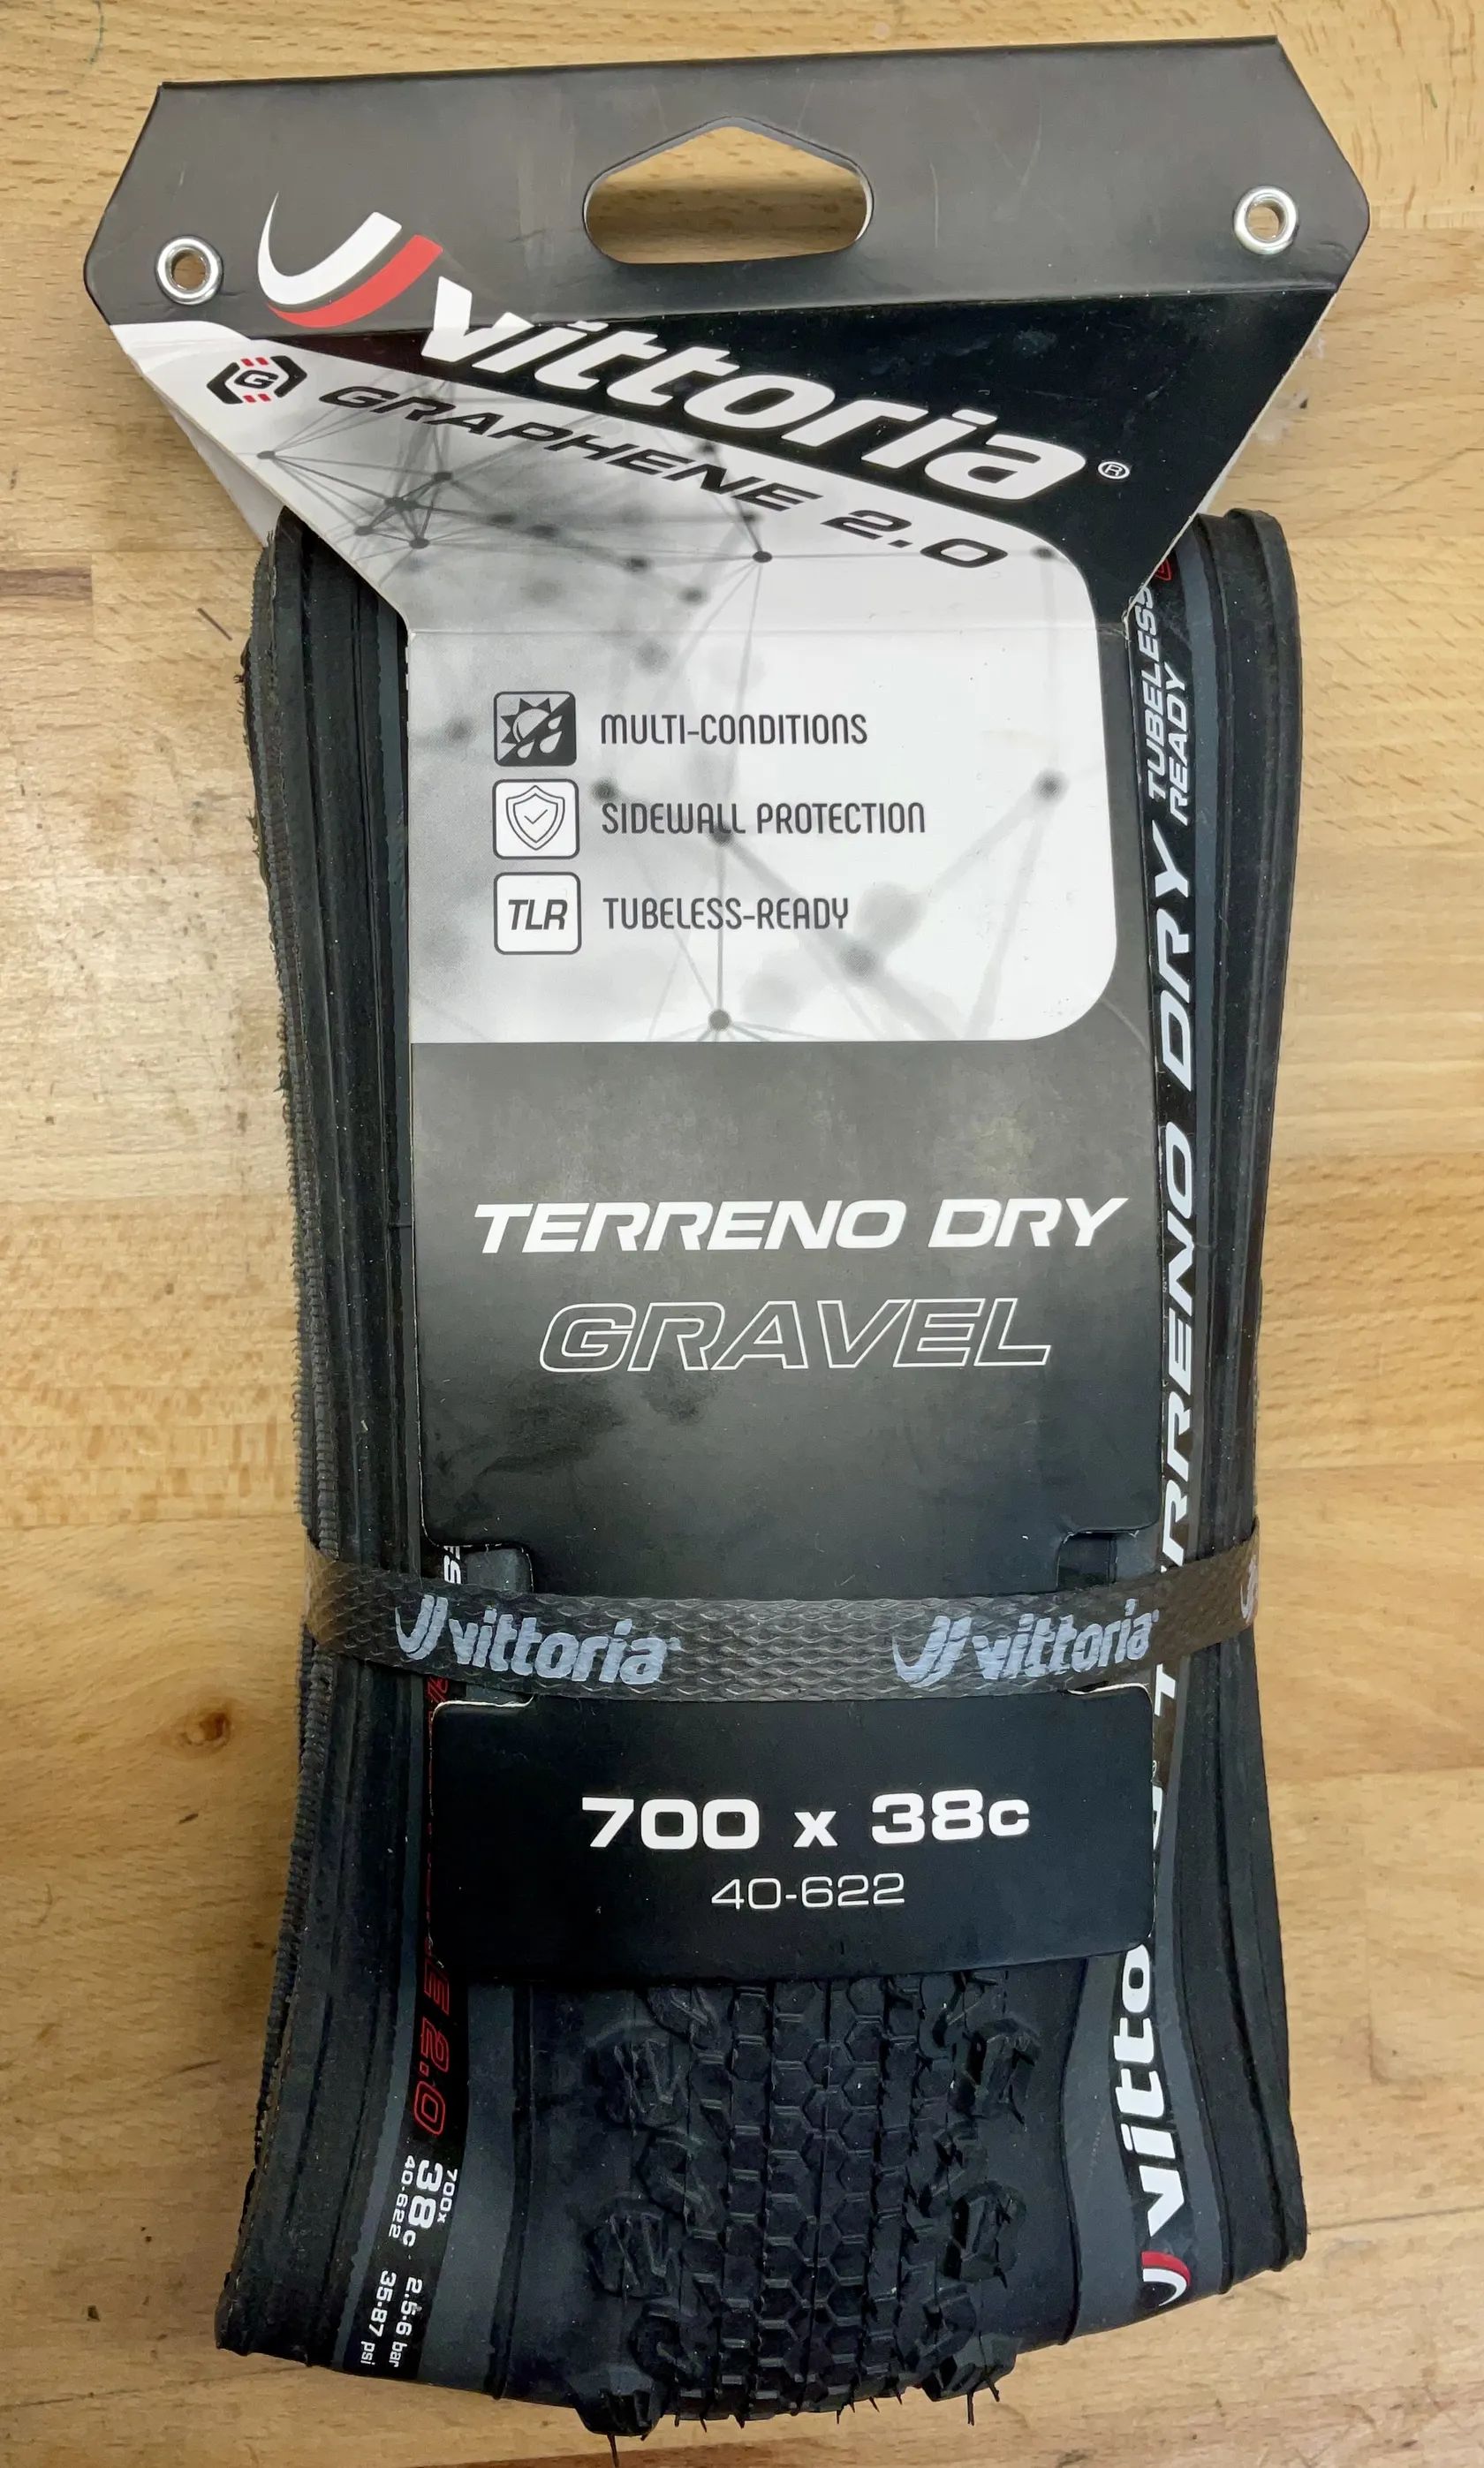 vittoria®
G GRAPHENE 2.0
MULTI-CONDITIONS
SIDEWALL PROTECTION
TLR TUBELESS-READY
TERRENO DRY
GRAVEL
vittoria vittoria
700 x 38c
40-622
TERRENO DRY TUBELESS READY
vitto
E 2.0
700x
38c 2.5-6 bar
40-622 35-87 psi